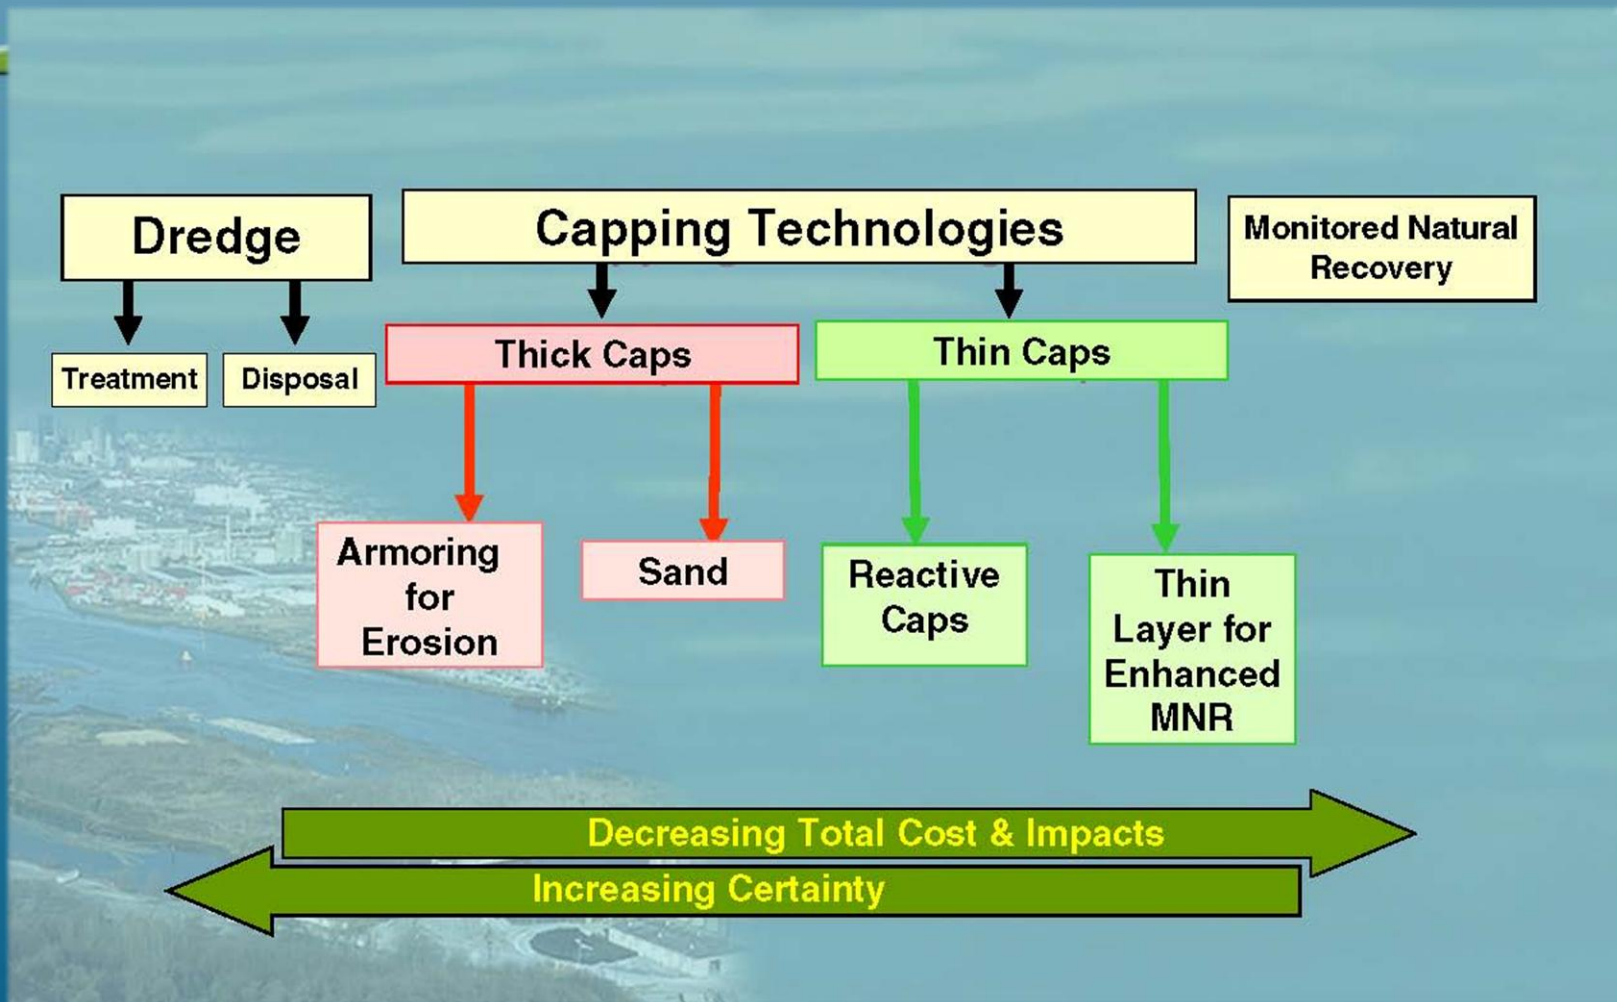 Dredge
Capping Technologies
Monitored Natural
Recovery
Treatment
Disposal
Thick Caps
Thin Caps
Armoring
for
Erosion
Sand
Reactive
Caps
Thin
Layer for
Enhanced
MNR
Decreasing Total Cost & Impacts
Increasing Certainty